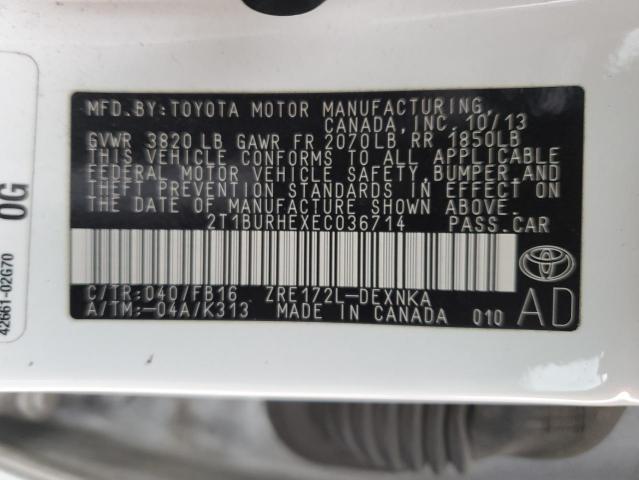 MFD.BY:TOYOTA MOTOR MANUFACTURING
CANADA,INC. 10/13
GVWR 3820 LB GAWR FR 2070LB RR 1850LB
THIS VEHICLE CONFORMS TO ALL APPLICABLE
FEDERAL MOTOR VEHICLE SAFETY, BUMPER, AND
THEFT PREVENTION STANDARDS IN EFFECT ON
THE DATE OF MANUFACTURE SHOWN ABOVE.
2T1BURHEXEC036714 PASS.CAR
C/TR:040/FB16 ZRE172L-DEXNKA
A/TM:-04A/K313 MADE IN CANADA 010
AD
42661-02G70
0G